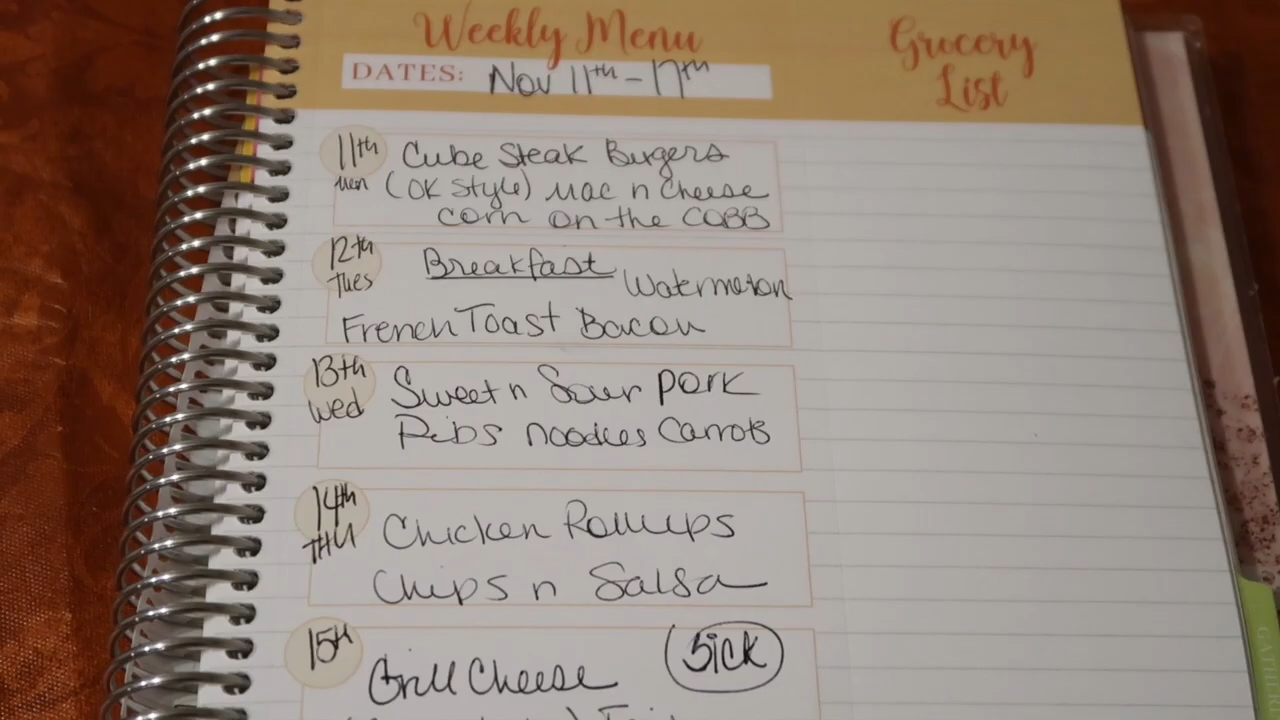 Weekly Menu
DATES: Nov 11th - 17th
Grocery
List
11th Cube Steak Burgers
Mon (OK Style) Mac n Cheese
corn on the COBB
12th Breakfast
Tues Watermelon
French Toast Bacon
13th Sweet n Sour Pork
Wed Ribs noodles Carrots
14th Chicken Rollups
THU
Chips n Salsa
15th SICK
Grill Cheese